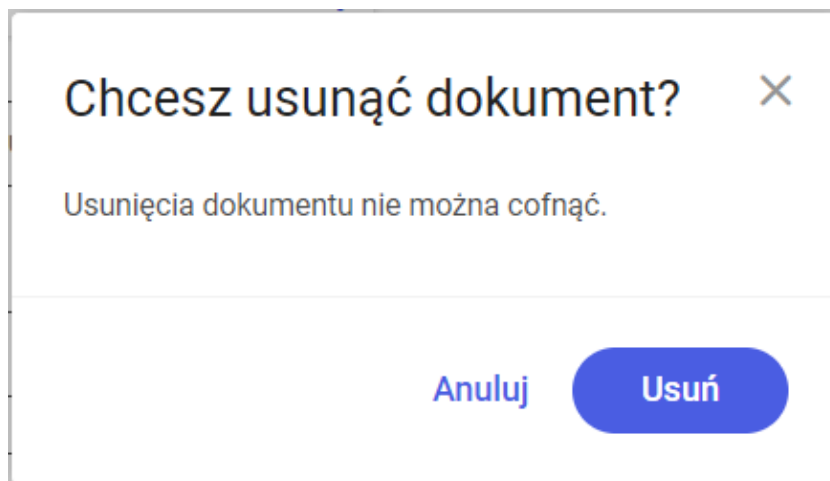 Chcesz usunąć dokument?
Usunięcia dokumentu nie można cofnąć.
Anuluj
Usuń